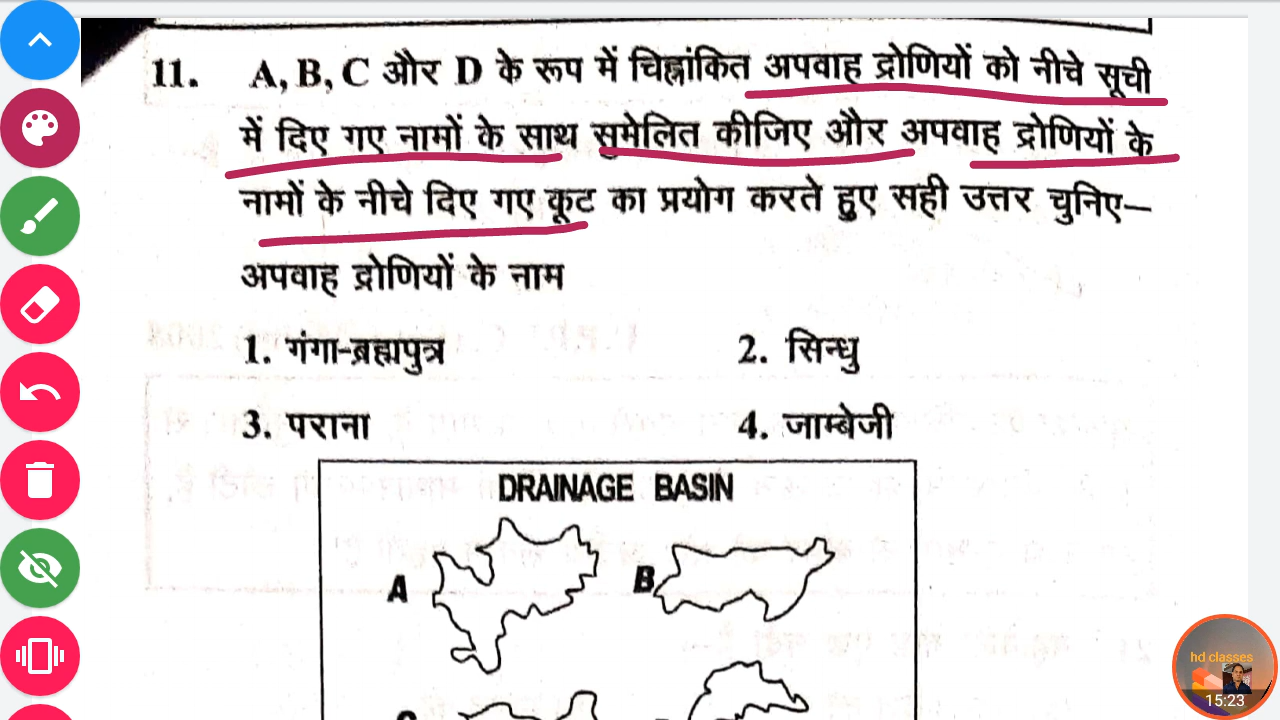 11. A, B, C और D के रूप में चिह्नांकित अपवाह द्रोणियों को नीचे सूची
में दिए गए नामों के साथ सुमेलित कीजिए और अपवाह द्रोणियों के
नामों के नीचे दिए गए कूट का प्रयोग करते हुए सही उत्तर चुनिए—
अपवाह द्रोणियों के नाम
1. गंगा-ब्रह्मपुत्र 2. सिन्धु
3. पराना 4. जाम्बेजी
DRAINAGE BASIN
A B
hd classes
15:23